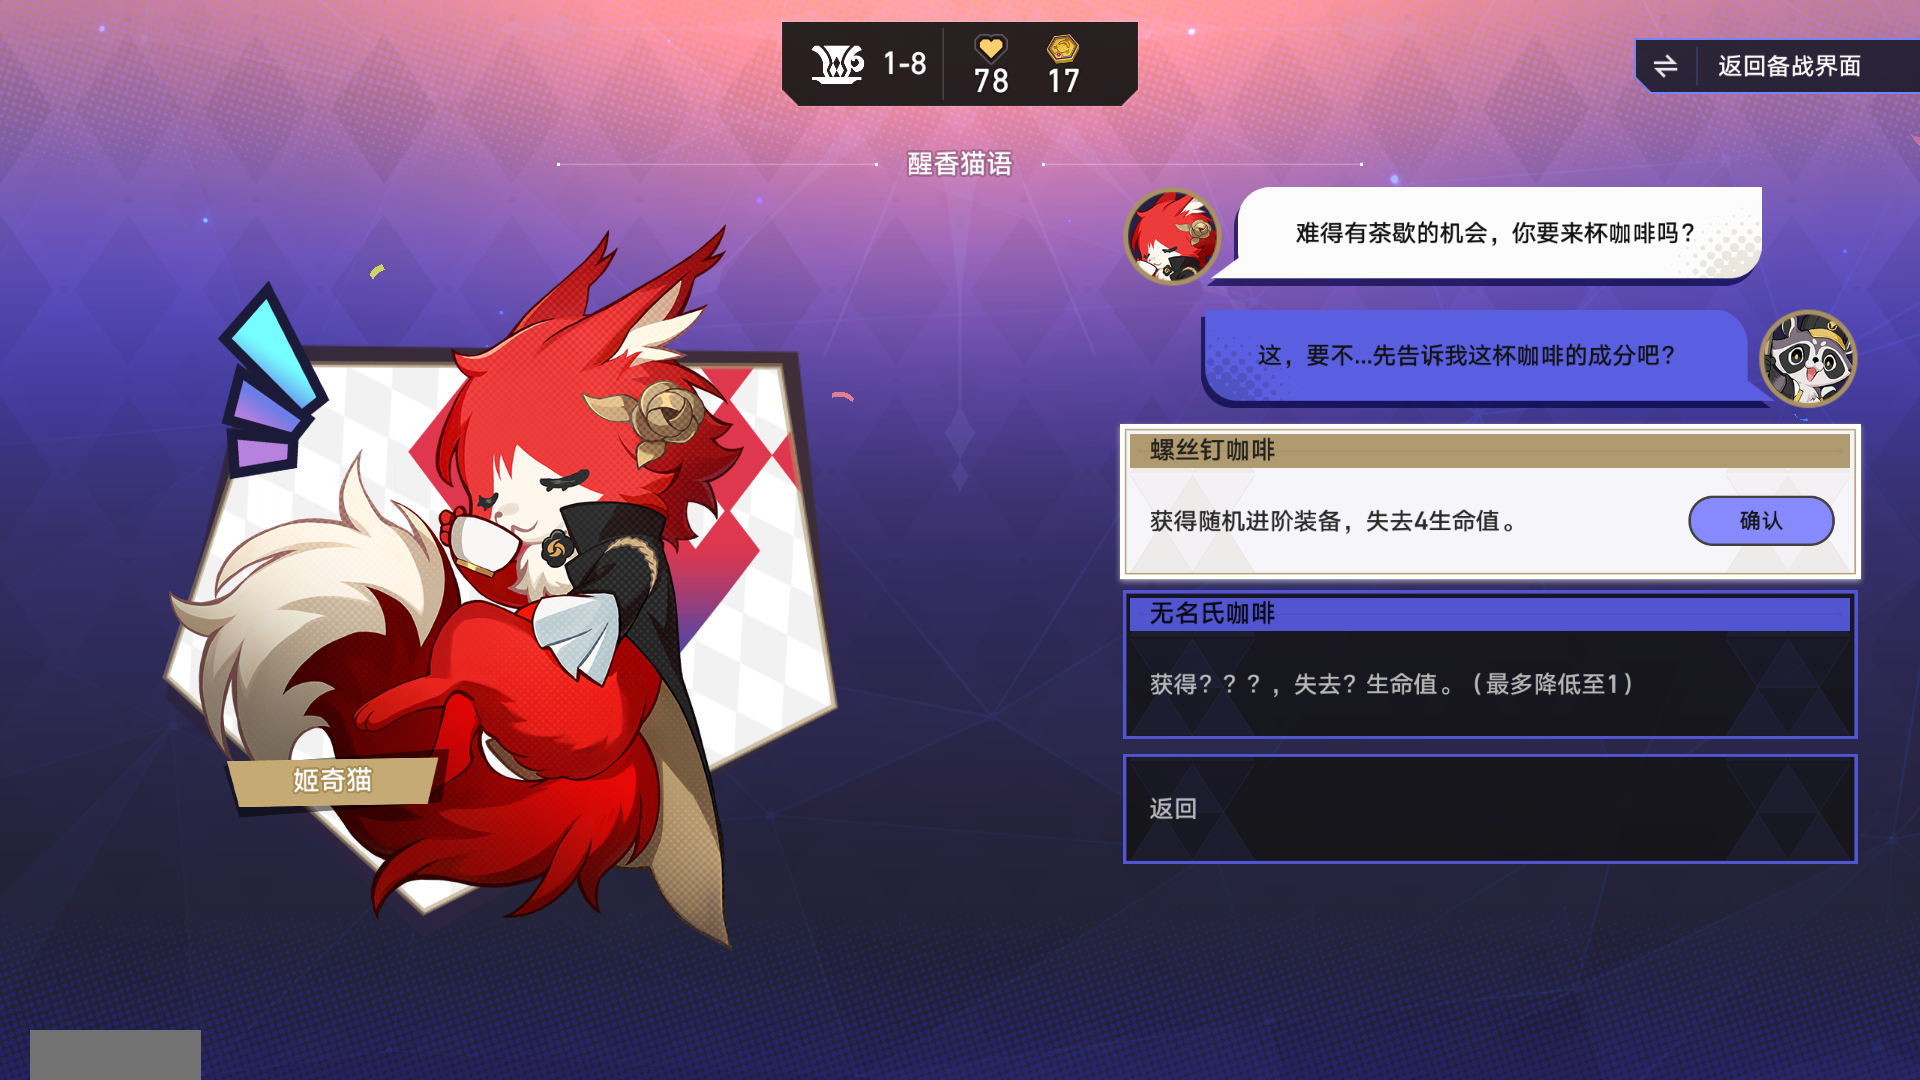 1-8
78
17
返回备战界面
醒香猫语
难得有茶歇的机会，你要来杯咖啡吗？
这，要不...先告诉我这杯咖啡的成分吧？
螺丝钉咖啡
获得随机进阶装备，失去4生命值。
确认
无名氏咖啡
获得？？？，失去？生命值。（最多降低至1）
返回
姬奇猫